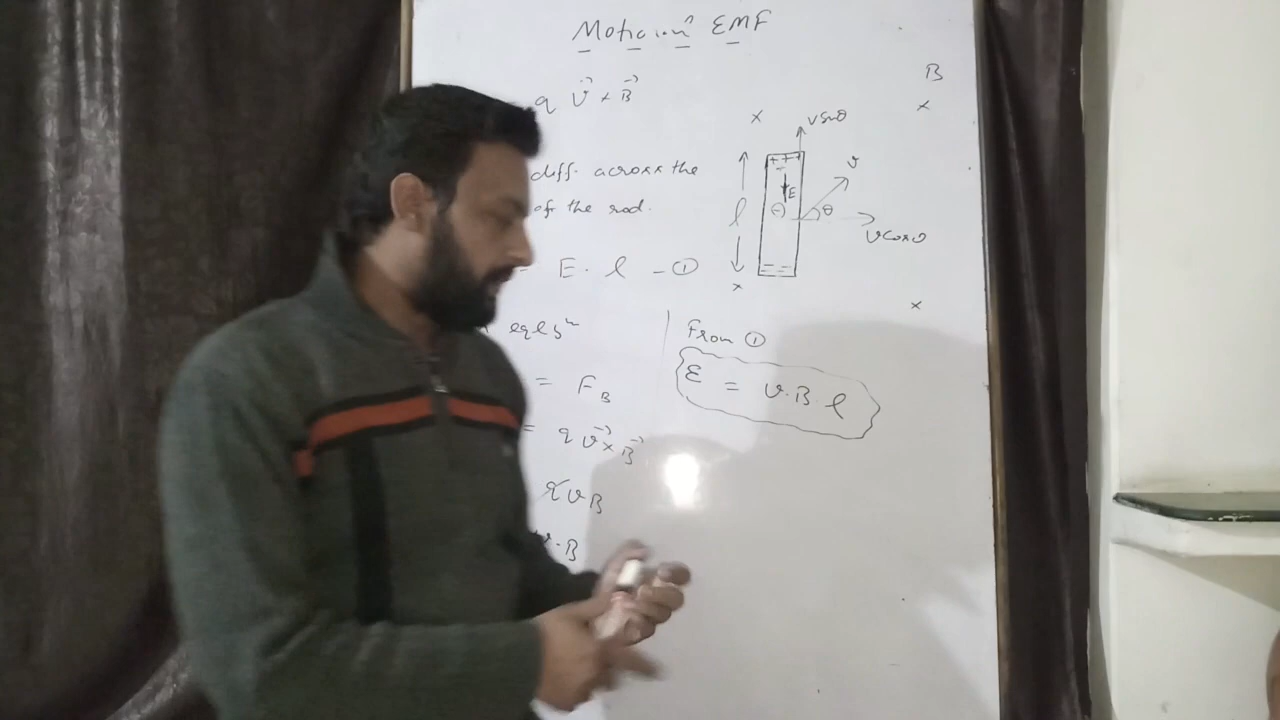 Motional EMF
q v⃗ × B⃗
B
×
×
v sinθ
diff. across the
+ + +
v
E
of the rod.
l
(-)
θ
v cosθ
= E · l - ①
= =
×
×
From ①
ε = v·B·l
= F_B
= q v⃗ × B⃗
q v B
v·B